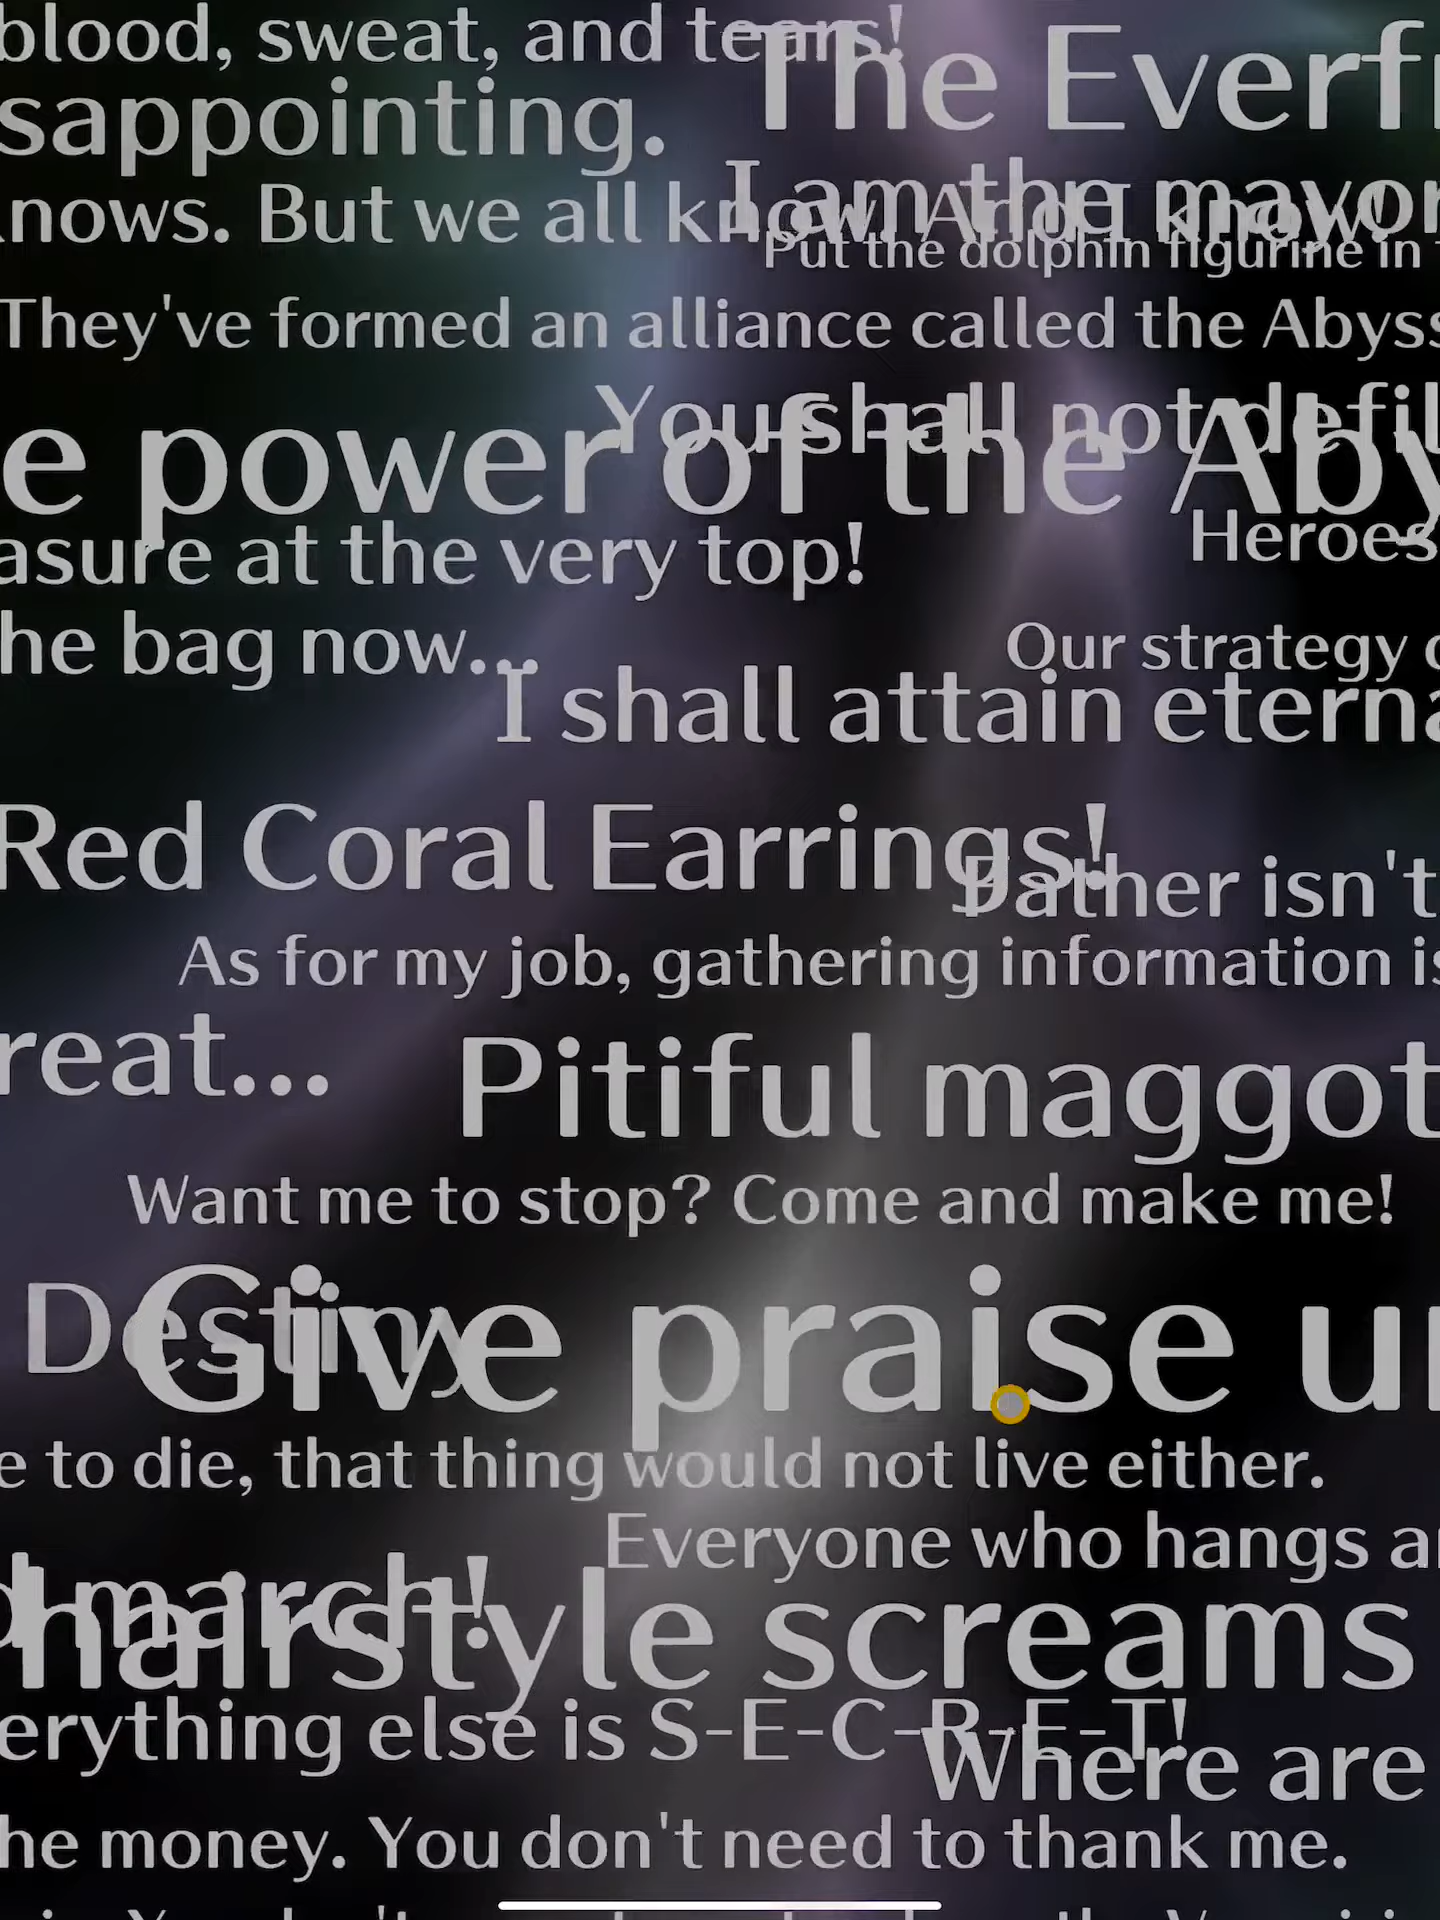 blood, sweat, and tears!
The Everfr
sappointing.
I am the mayor
nows. But we all know. And I know!
Put the dolphin figurine in
They've formed an alliance called the Abyss
You shall not defil
e power of the Aby
Heroes
asure at the very top!
he bag now...
Our strategy
I shall attain eterna
Red Coral Earrings!
Father isn't
As for my job, gathering information is
reat...
Pitiful maggot
Want me to stop? Come and make me!
Destiny
Give praise un
e to die, that thing would not live either.
Everyone who hangs ar
d march!
hairstyle screams
erything else is S-E-C-R-E-T!
Where are
he money. You don't need to thank me.